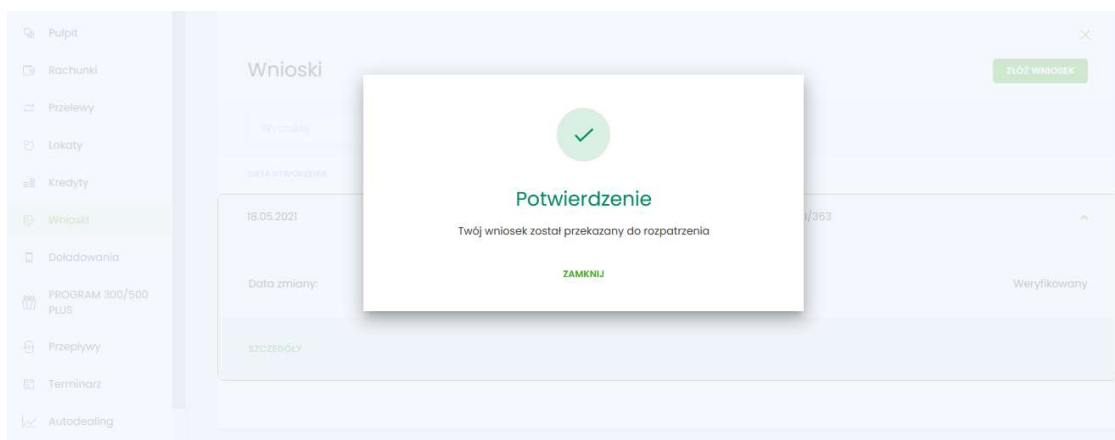 Pulpit
Rachunki
Przelewy
Lokaty
Kredyty
Wnioski
Doładowania
PROGRAM 300/500
PLUS
Przepływy
Terminarz
Autodealing
Wnioski
ZŁÓŻ WNIOSEK
Wyszukaj
DATA UTWORZENIA
18.05.2021
/363
Data zmiany:
Weryfikowany
SZCZEGÓŁY
Potwierdzenie
Twój wniosek został przekazany do rozpatrzenia
ZAMKNIJ